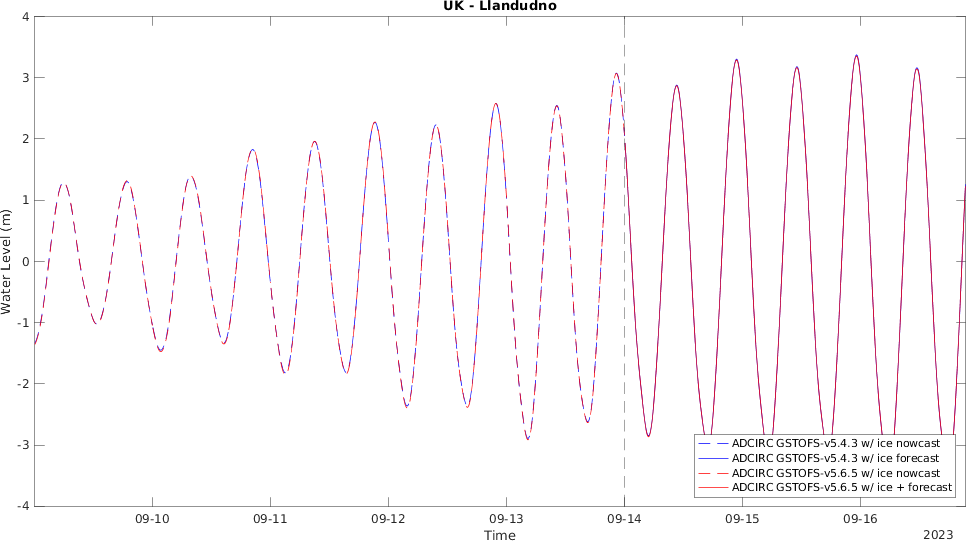 UK - Llandudno
4
3
2
1
0
-1
-2
-3
-4
Water Level (m)
09-10 09-11 09-12 09-13 09-14 09-15 09-16
Time
2023
ADCIRC GSTOFS-v5.4.3 w/ ice nowcast
ADCIRC GSTOFS-v5.4.3 w/ ice forecast
ADCIRC GSTOFS-v5.6.5 w/ ice nowcast
ADCIRC GSTOFS-v5.6.5 w/ ice + forecast